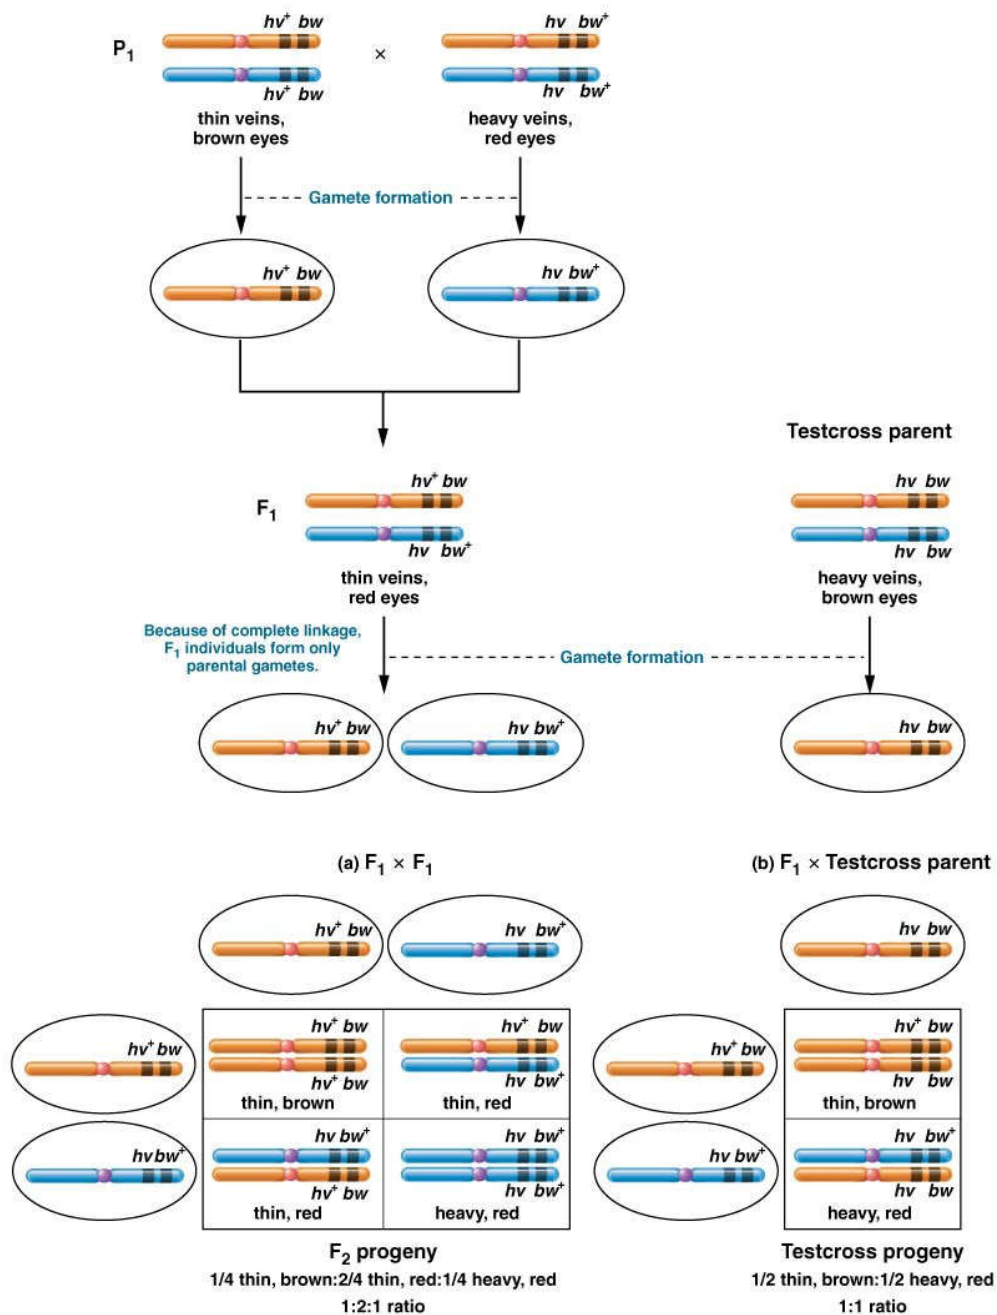 hv⁺ bw hv bw⁺
P₁ ×
hv⁺ bw hv bw⁺
thin veins, heavy veins,
brown eyes red eyes
Gamete formation
hv⁺ bw hv bw⁺
Testcross parent
hv⁺ bw hv bw
F₁
hv bw⁺ hv bw
thin veins, heavy veins,
red eyes brown eyes
Because of complete linkage,
F₁ individuals form only
parental gametes.
Gamete formation
hv⁺ bw hv bw⁺ hv bw
(a) F₁ × F₁ (b) F₁ × Testcross parent
hv⁺ bw hv bw⁺ hv bw
hv⁺ bw hv⁺ bw hv⁺ bw
hv⁺ bw hv⁺ bw
hv⁺ bw hv bw⁺ hv bw
thin, brown thin, red thin, brown
hv bw⁺ hv bw⁺ hv bw⁺
hv bw⁺ hv bw⁺
hv⁺ bw hv bw⁺ hv bw
thin, red heavy, red heavy, red
F₂ progeny Testcross progeny
1/4 thin, brown:2/4 thin, red:1/4 heavy, red 1/2 thin, brown:1/2 heavy, red
1:2:1 ratio 1:1 ratio